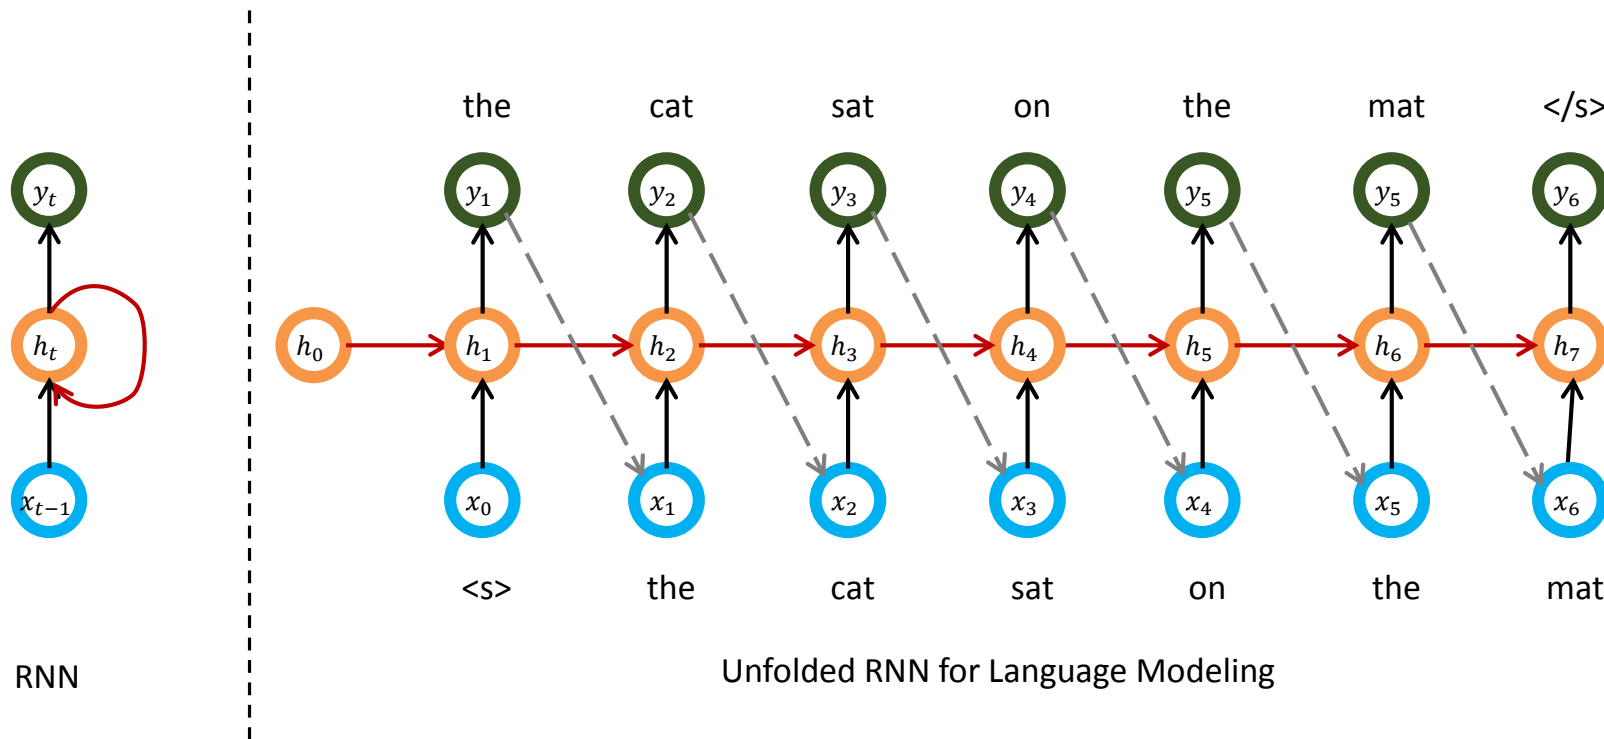 the cat sat on the mat </s>
y_t y_1 y_2 y_3 y_4 y_5 y_5 y_6
h_t h_0 h_1 h_2 h_3 h_4 h_5 h_6 h_7
x_{t-1} x_0 x_1 x_2 x_3 x_4 x_5 x_6
<s> the cat sat on the mat
RNN Unfolded RNN for Language Modeling